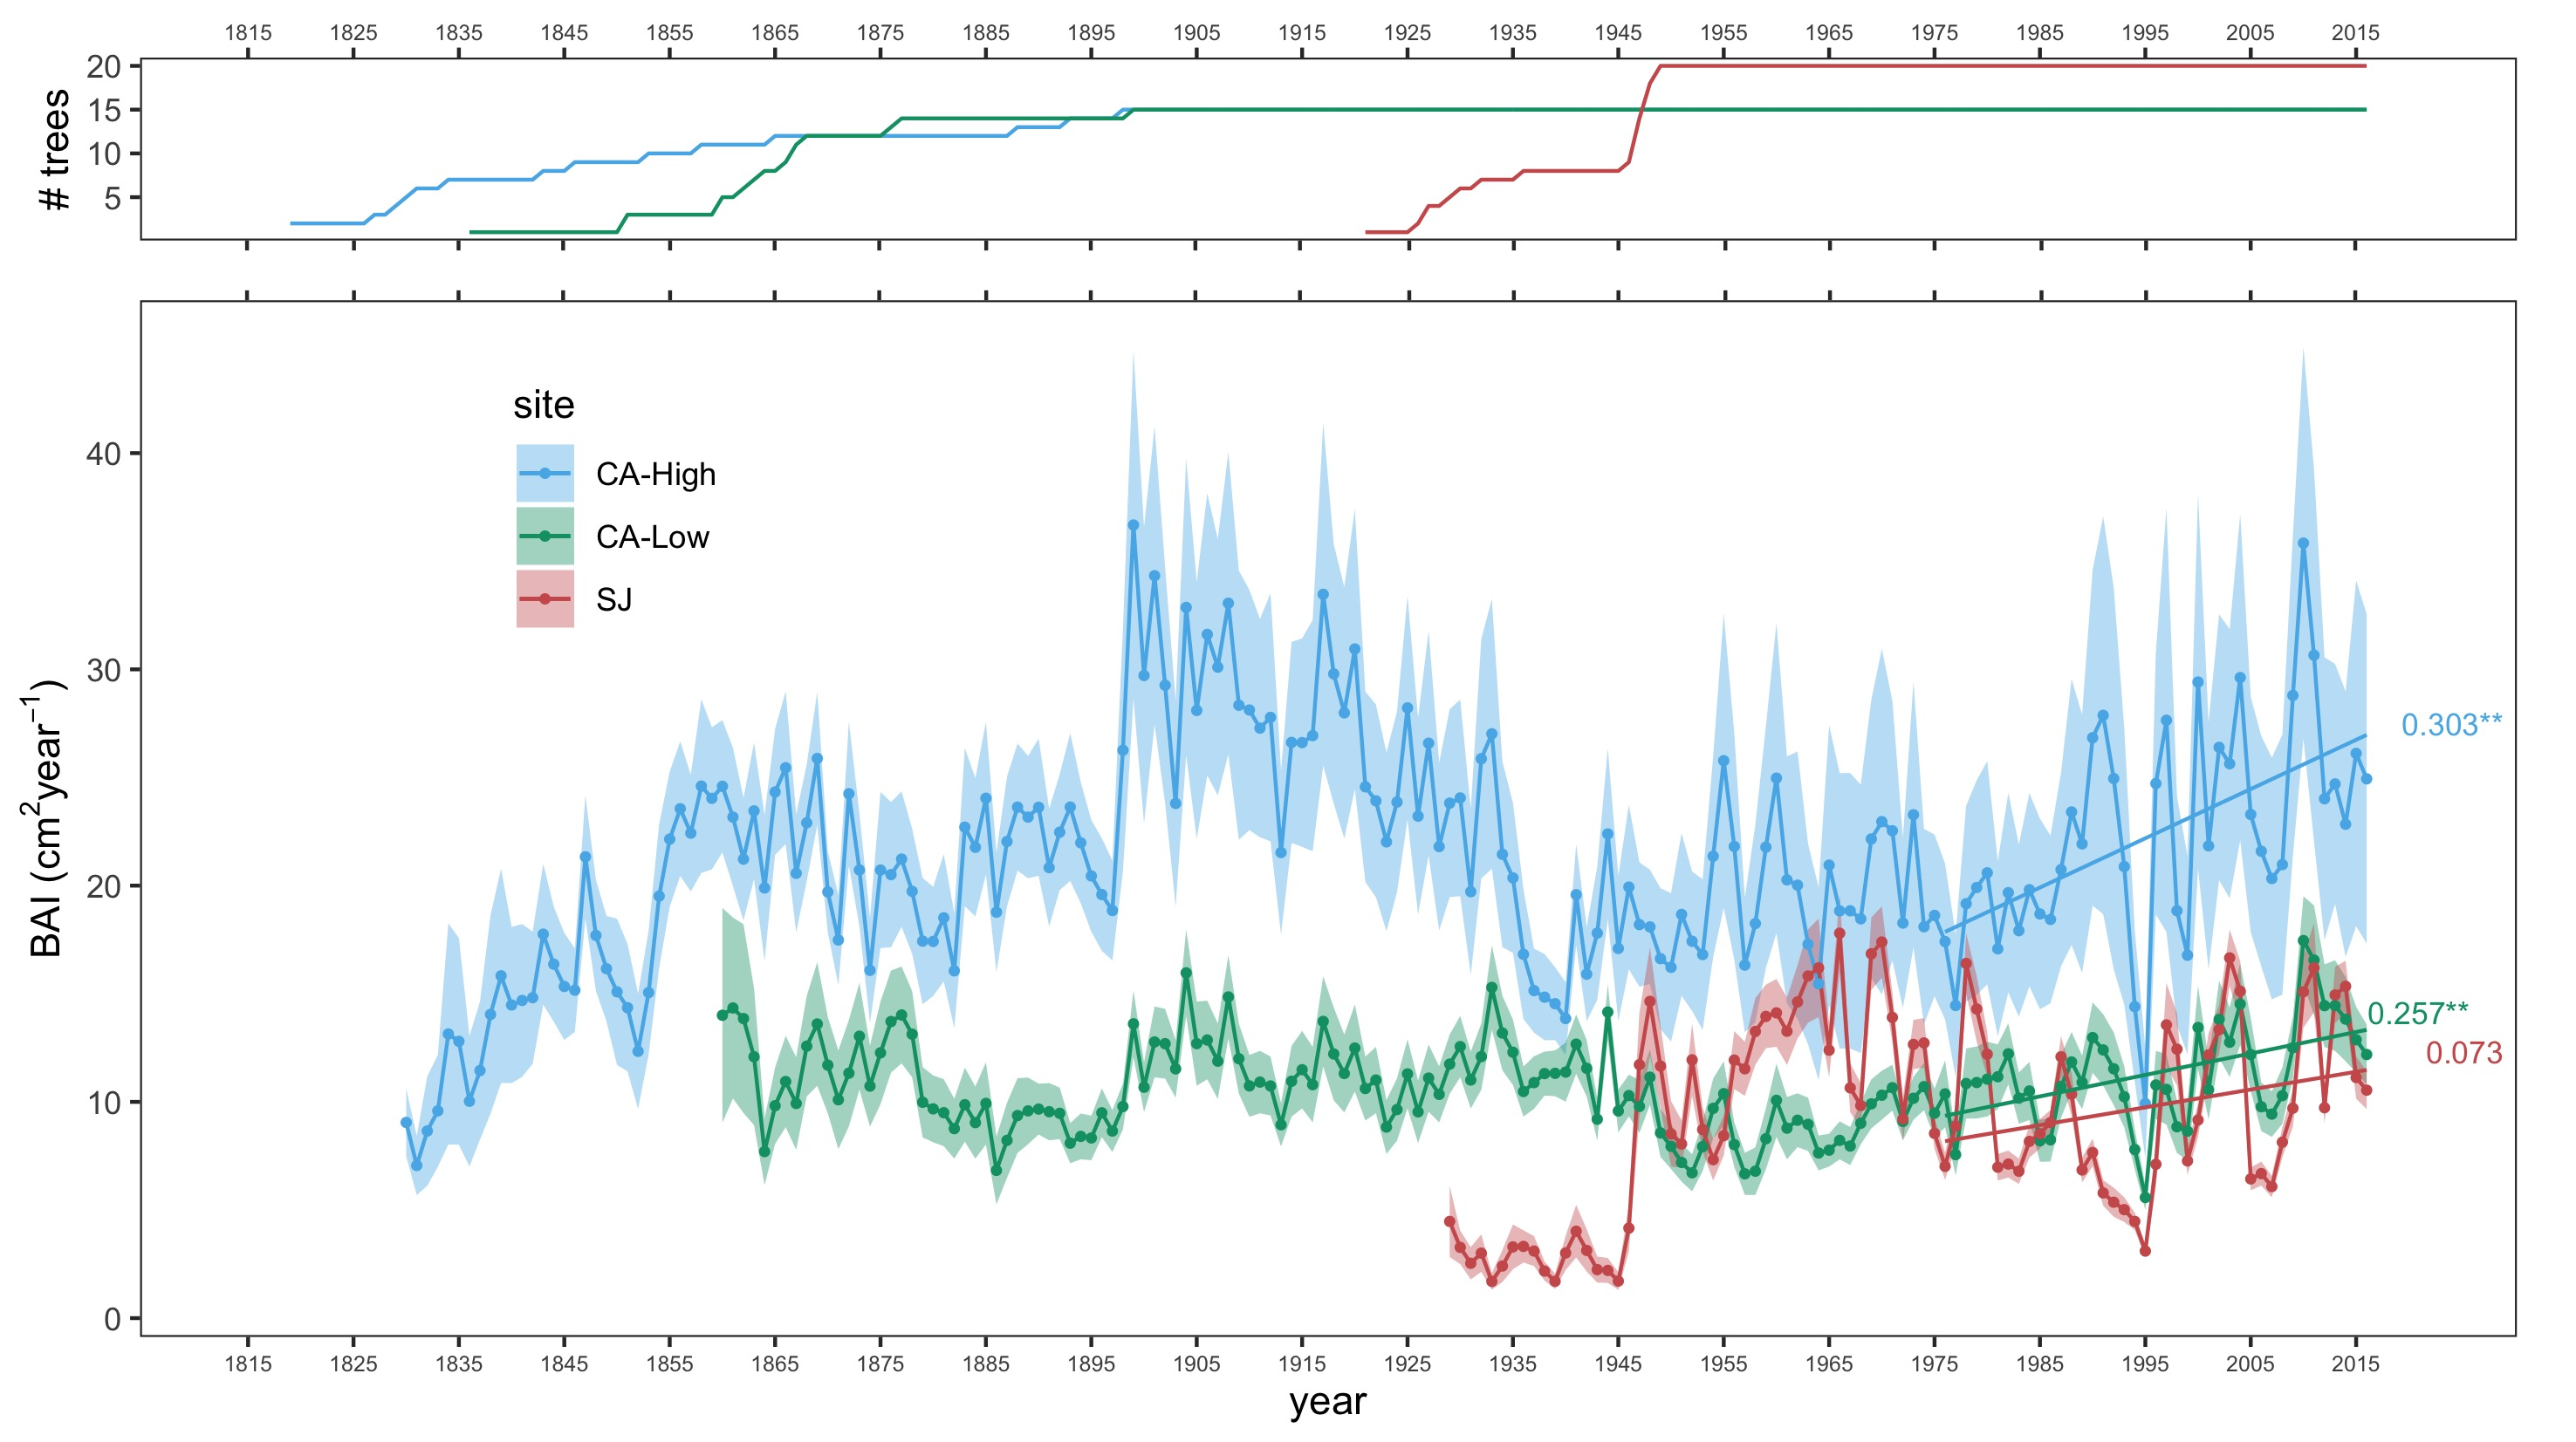 1815 1825 1835 1845 1855 1865 1875 1885 1895 1905 1915 1925 1935 1945 1955 1965 1975 1985 1995 2005 2015
20
15
10
5
# trees
site
CA-High
CA-Low
SJ
40
30
20
10
0
BAI (cm²year⁻¹)
0.303**
0.257**
0.073
1815 1825 1835 1845 1855 1865 1875 1885 1895 1905 1915 1925 1935 1945 1955 1965 1975 1985 1995 2005 2015
year